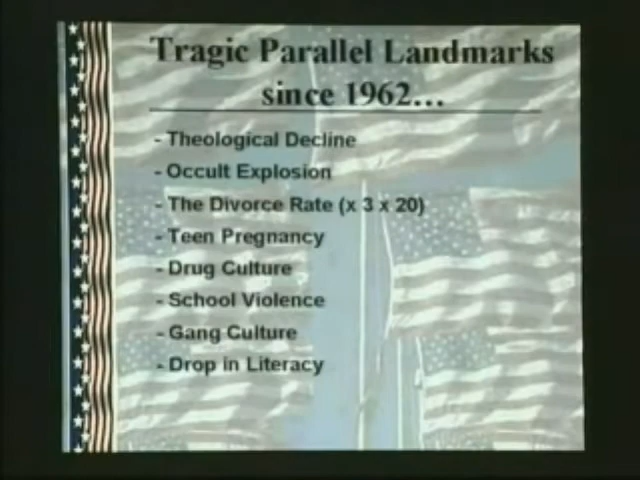 Tragic Parallel Landmarks
since 1962...
- Theological Decline
- Occult Explosion
- The Divorce Rate (x 3 x 20)
- Teen Pregnancy
- Drug Culture
- School Violence
- Gang Culture
- Drop in Literacy